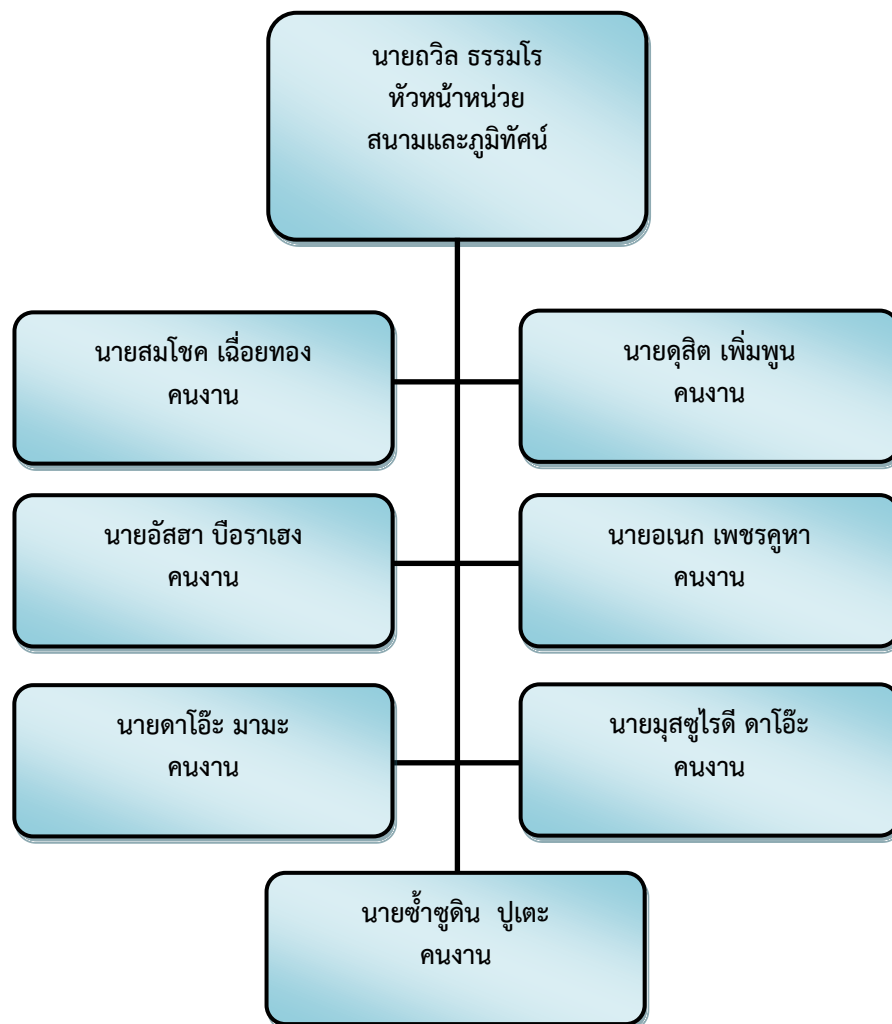 นายถวิล ธรรมโร
หัวหน้าหน่วย
สนามและภูมิทัศน์
นายสมโชค เฉื่อยทอง
คนงาน
นายดุสิต เพิ่มพูน
คนงาน
นายอัสฮา บือราเฮง
คนงาน
นายอเนก เพชรคูหา
คนงาน
นายดาโอ๊ะ มามะ
คนงาน
นายมุสซูไรดี ดาโอ๊ะ
คนงาน
นายซ้ำซูดิน ปูเตะ
คนงาน